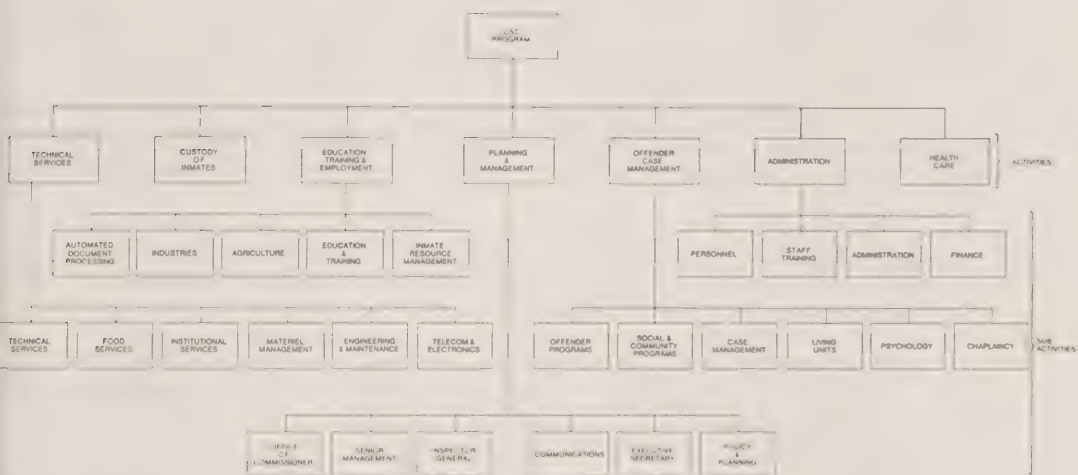 CSC
PROGRAM
TECHNICAL
SERVICES
CUSTODY
OF
INMATES
EDUCATION
TRAINING &
EMPLOYMENT
PLANNING
&
MANAGEMENT
OFFENDER
CASE
MANAGEMENT
ADMINISTRATION
HEALTH
CARE
ACTIVITIES
AUTOMATED
DOCUMENT
PROCESSING
INDUSTRIES
AGRICULTURE
EDUCATION
&
TRAINING
INMATE
RESOURCE
MANAGEMENT
PERSONNEL
STAFF
TRAINING
ADMINISTRATION
FINANCE
TECHNICAL
SERVICES
FOOD
SERVICES
INSTITUTIONAL
SERVICES
MATERIEL
MANAGEMENT
ENGINEERING
& MAINTENANCE
TELECOM &
ELECTRONICS
OFFENDER
PROGRAMS
SOCIAL &
COMMUNITY
PROGRAMS
CASE
MANAGEMENT
LIVING
UNITS
PSYCHOLOGY
CHAPLAINCY
SUB
ACTIVITIES
OFFICE
OF
COMMISSIONER
SENIOR
MANAGEMENT
INSPECTOR
GENERAL
COMMUNICATIONS
EXECUTIVE
SECRETARY
POLICY
&
PLANNING